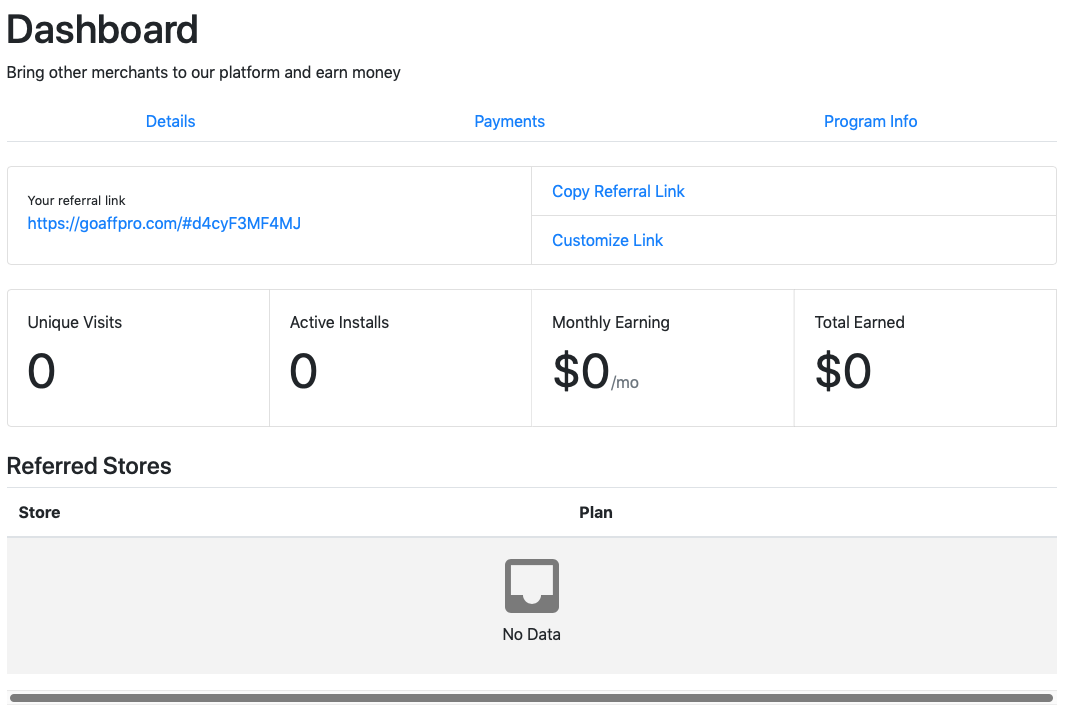 Dashboard
Bring other merchants to our platform and earn money
Details Payments Program Info
Your referral link
https://goaffpro.com/#d4cyF3MF4MJ
Copy Referral Link
Customize Link
Unique Visits Active Installs Monthly Earning Total Earned
0 0 $0/mo $0
Referred Stores
Store Plan
No Data